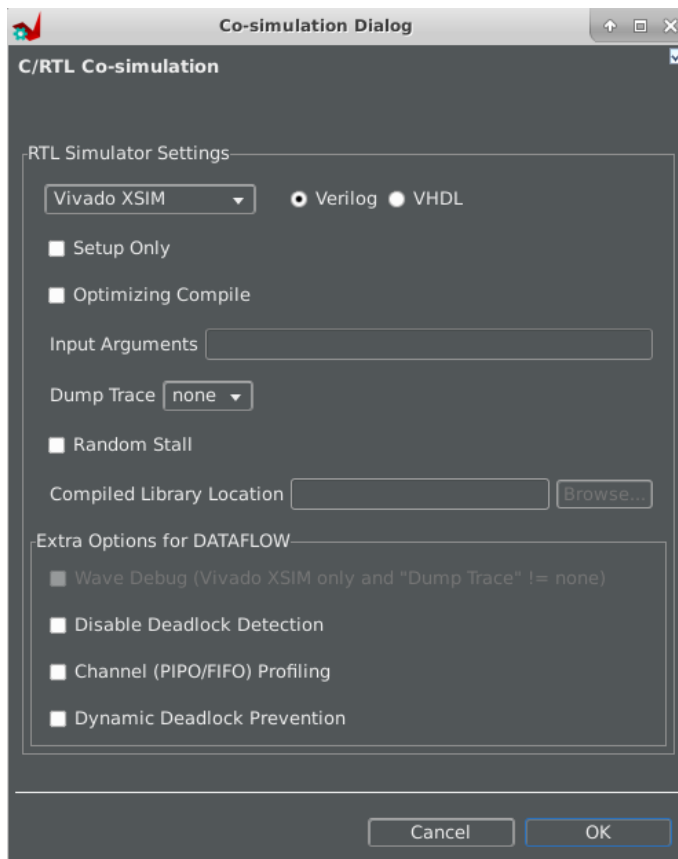 Co-simulation Dialog
C/RTL Co-simulation
RTL Simulator Settings
Vivado XSIM Verilog VHDL
Setup Only
Optimizing Compile
Input Arguments
Dump Trace none
Random Stall
Compiled Library Location Browse...
Extra Options for DATAFLOW
Wave Debug (Vivado XSIM only and "Dump Trace" != none)
Disable Deadlock Detection
Channel (PIPO/FIFO) Profiling
Dynamic Deadlock Prevention
Cancel OK